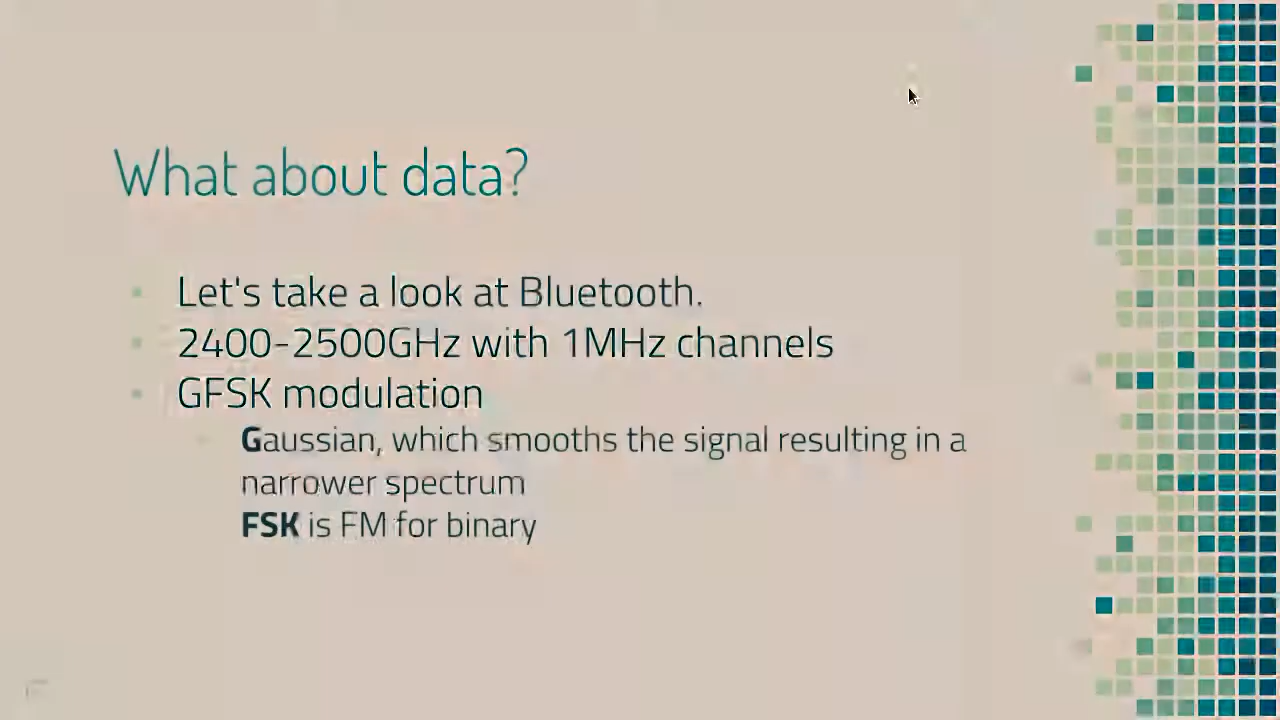 What about data?
Let's take a look at Bluetooth.
2400-2500GHz with 1MHz channels
GFSK modulation
Gaussian, which smooths the signal resulting in a
narrower spectrum
FSK is FM for binary